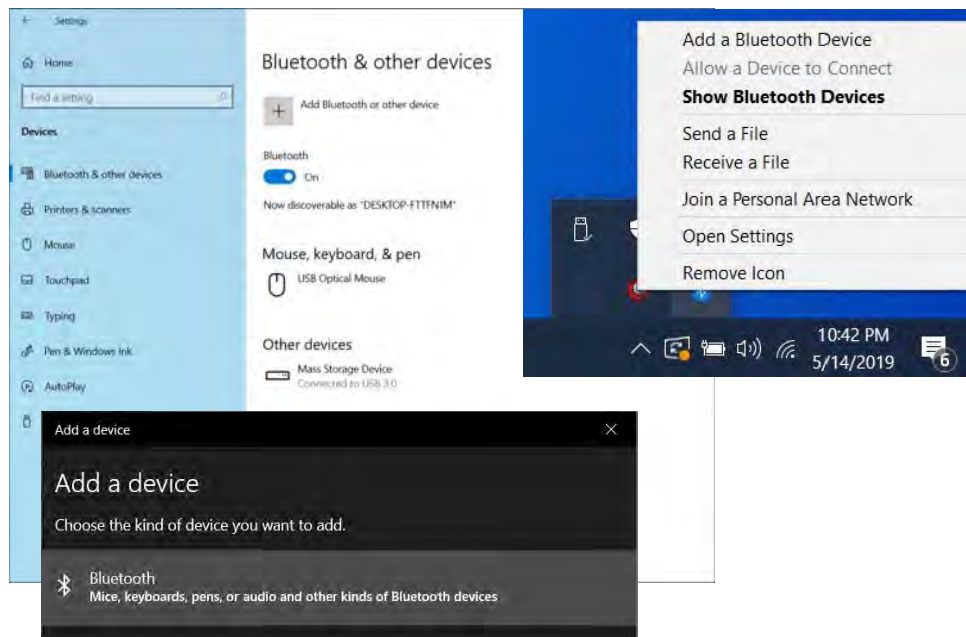 Settings
Home
Find a setting
Devices
Bluetooth & other devices
Printers & scanners
Mouse
Touchpad
Typing
Pen & Windows Ink
AutoPlay
Bluetooth & other devices
Add Bluetooth or other device
Bluetooth
On
Now discoverable as "DESKTOP-FTTFN1M"
Mouse, keyboard, & pen
USB Optical Mouse
Other devices
Mass Storage Device
Connected to USB 3.0
Add a Bluetooth Device
Allow a Device to Connect
Show Bluetooth Devices
Send a File
Receive a File
Join a Personal Area Network
Open Settings
Remove Icon
10:42 PM
5/14/2019
6
Add a device
Add a device
Choose the kind of device you want to add.
Bluetooth
Mice, keyboards, pens, or audio and other kinds of Bluetooth devices